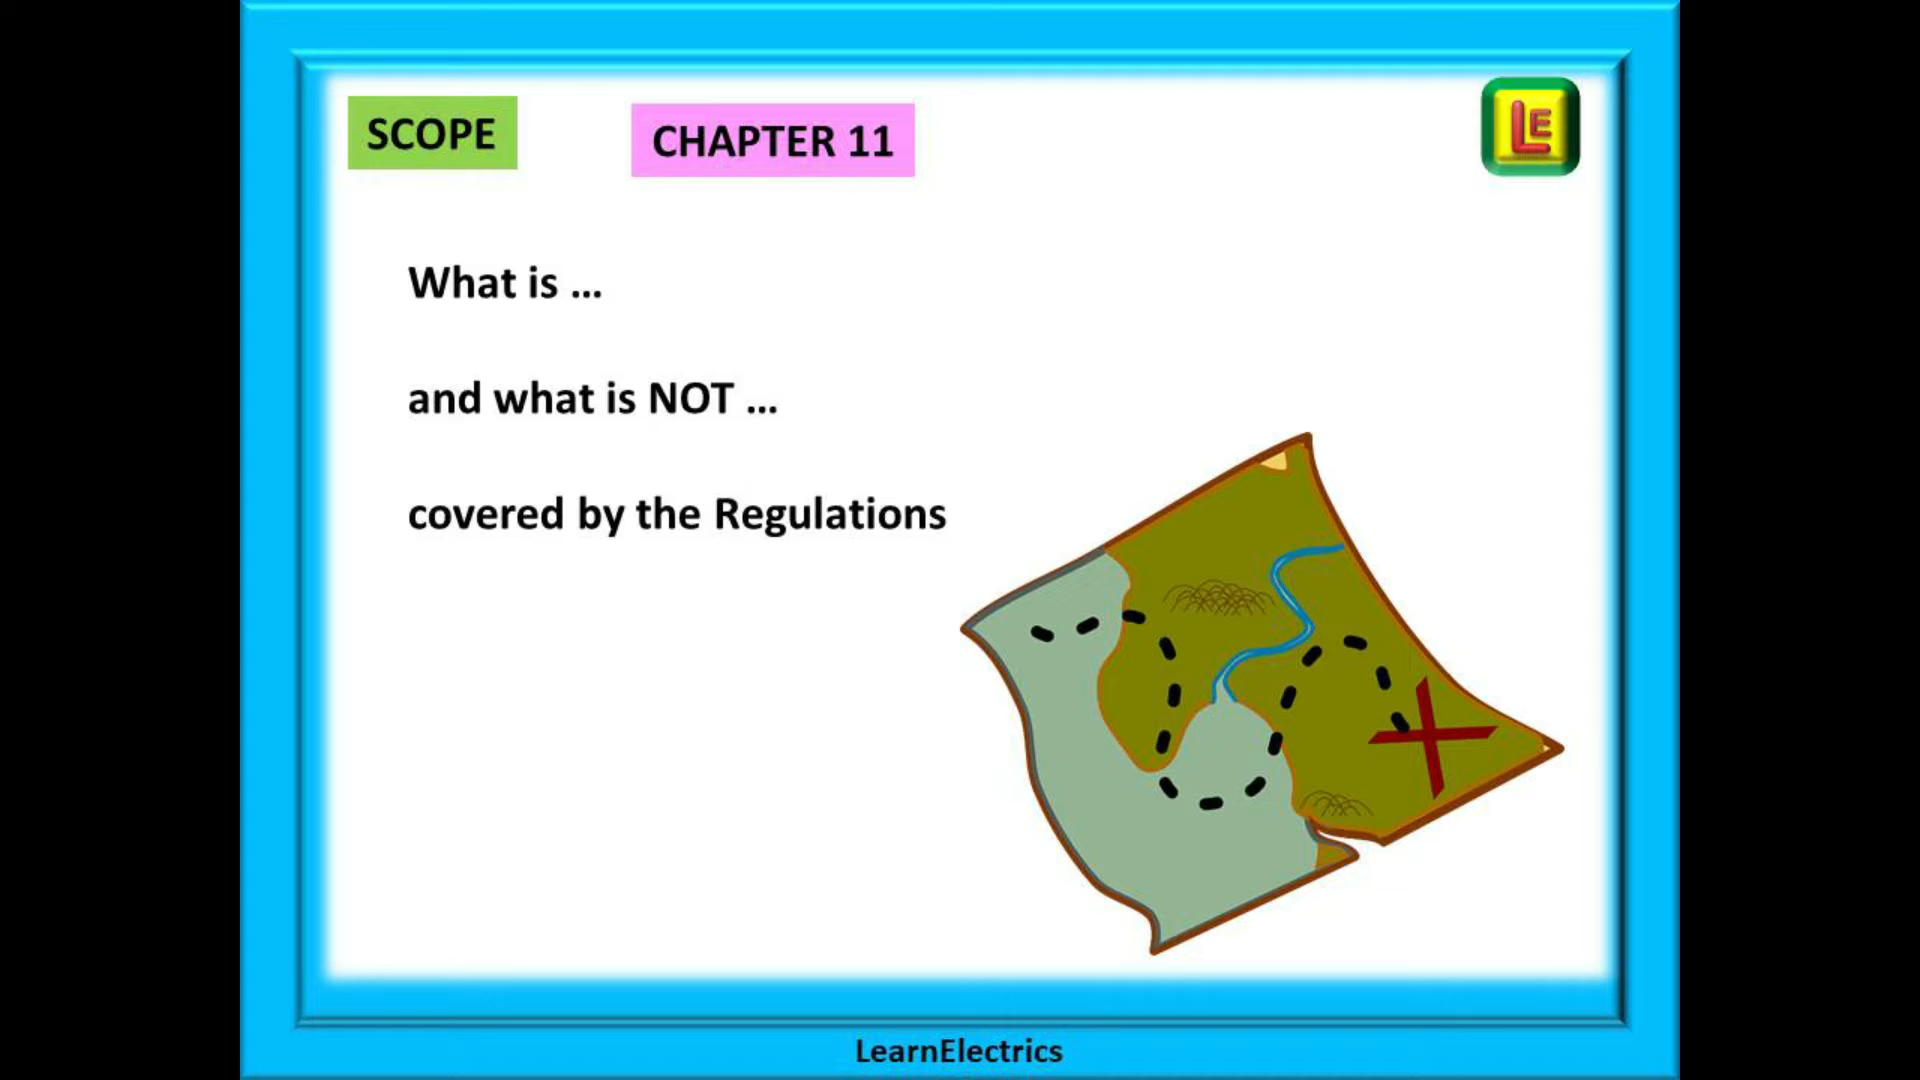 SCOPE
CHAPTER 11
LE
What is ...
and what is NOT ...
covered by the Regulations
LearnElectrics